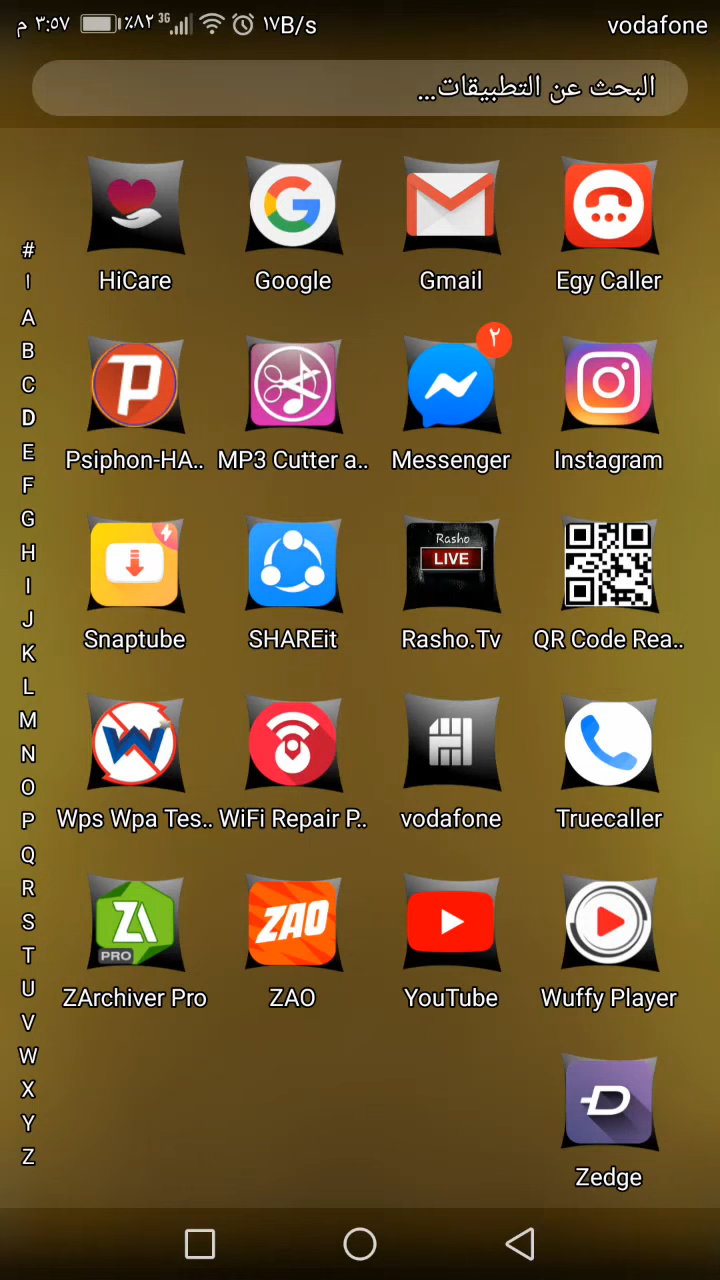 م ٣:٥٧ ٪٨٢ 3G ١٧B/s vodafone
البحث عن التطبيقات...
HiCare Google Gmail Egy Caller
٢
Psiphon-HA.. MP3 Cutter a.. Messenger Instagram
Rasho
LIVE
Snaptube SHAREit Rasho.Tv QR Code Rea..
W
Wps Wpa Tes.. WiFi Repair P.. vodafone Truecaller
ZA
PRO
ZAO
ZArchiver Pro ZAO YouTube Wuffy Player
Zedge
#
ا
A
B
C
D
E
F
G
H
I
J
K
L
M
N
O
P
Q
R
S
T
U
V
W
X
Y
Z